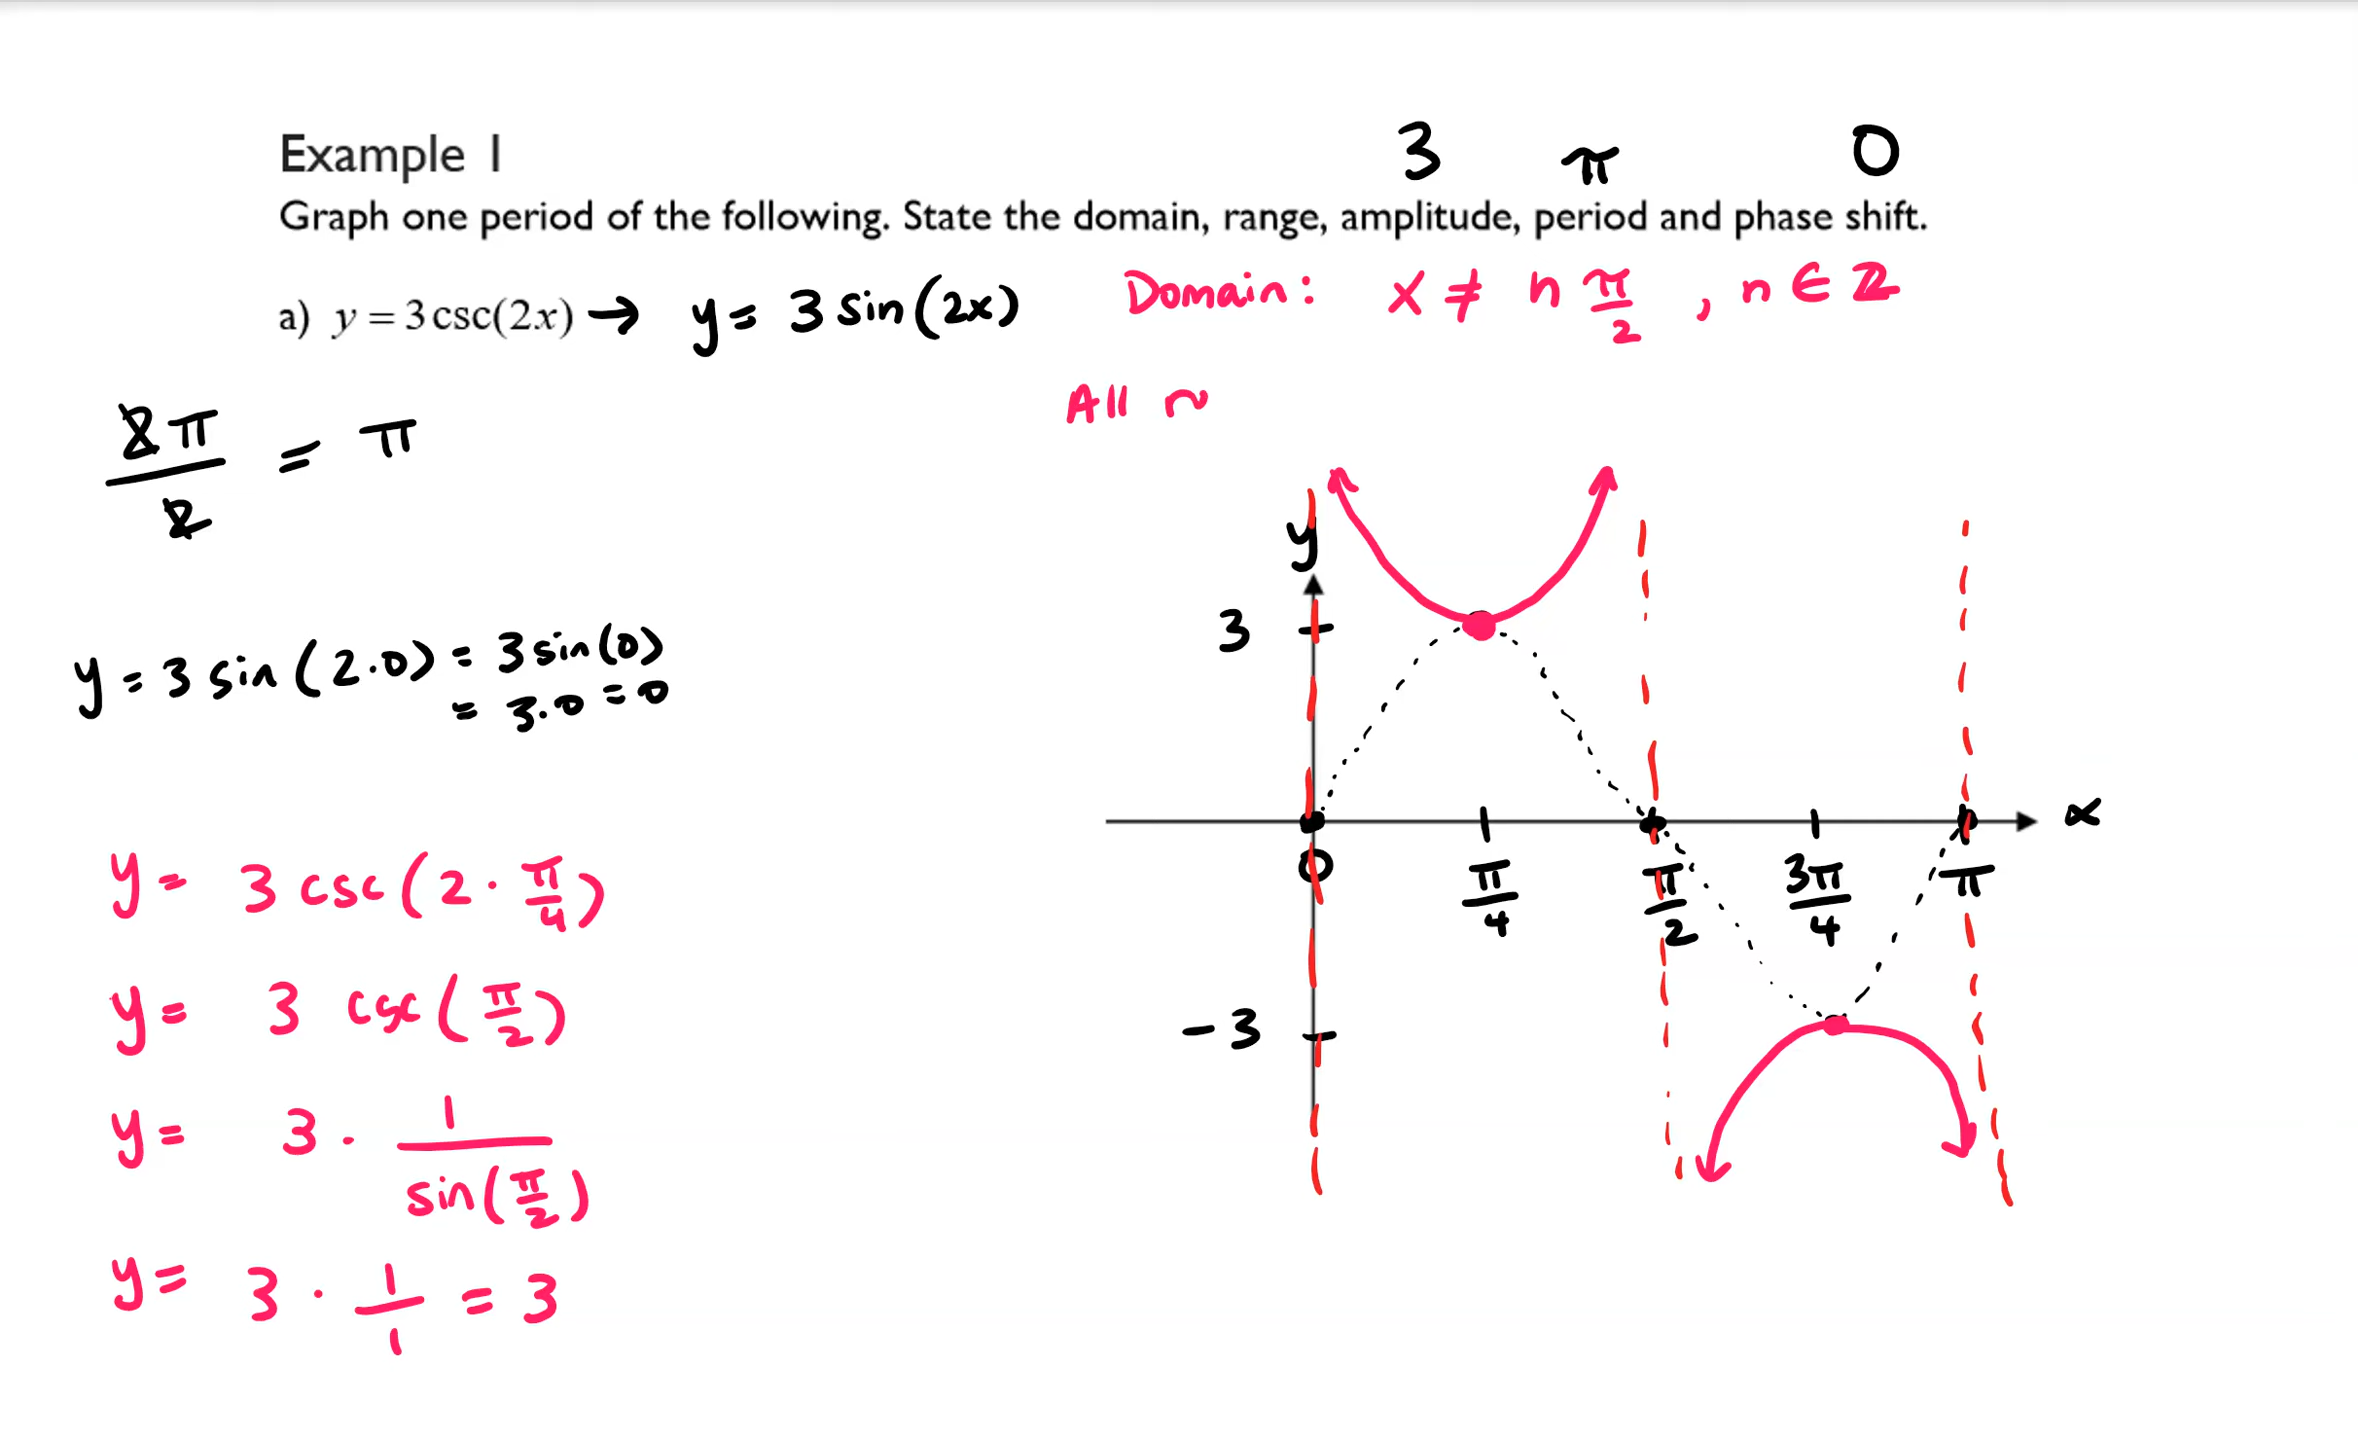 3 π 0
Example 1
Graph one period of the following. State the domain, range, amplitude, period and phase shift.
a) y = 3 csc(2x) → y = 3 sin(2x)
Domain: x ≠ n π/2 , n ∈ ℤ
All
2π/2 = π
y = 3 sin(2·0) = 3 sin(0)
= 3·0 = 0
y = 3 csc(2 · π/4)
y = 3 csc(π/2)
y = 3 · 1/sin(π/2)
y = 3 · 1/1 = 3
y
3
x
0 π/4 π/2 3π/4 π
-3